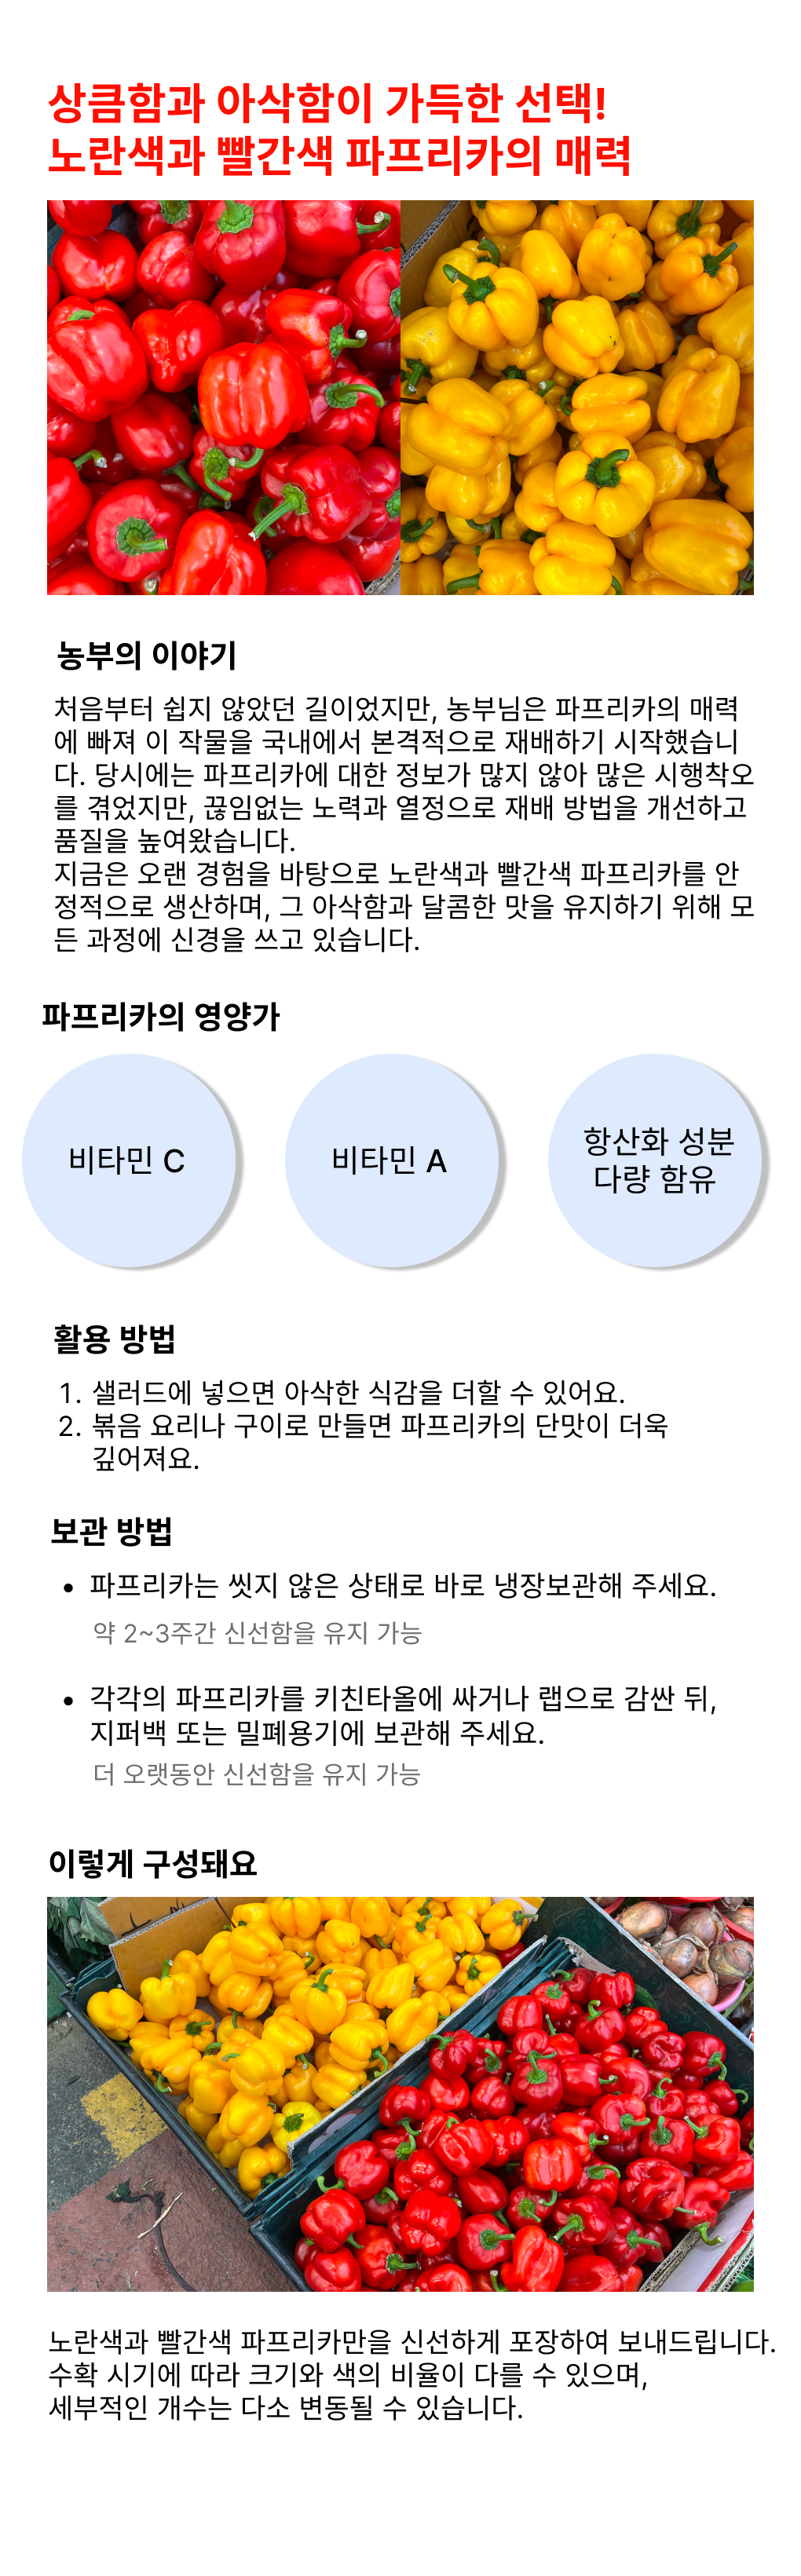 상큼함과 아삭함이 가득한 선택!
노란색과 빨간색 파프리카의 매력
농부의 이야기
처음부터 쉽지 않았던 길이었지만, 농부님은 파프리카의 매력
에 빠져 이 작물을 국내에서 본격적으로 재배하기 시작했습니
다. 당시에는 파프리카에 대한 정보가 많지 않아 많은 시행착오
를 겪었지만, 끊임없는 노력과 열정으로 재배 방법을 개선하고
품질을 높여왔습니다.
지금은 오랜 경험을 바탕으로 노란색과 빨간색 파프리카를 안
정적으로 생산하며, 그 아삭함과 달콤한 맛을 유지하기 위해 모
든 과정에 신경을 쓰고 있습니다.
파프리카의 영양가
비타민 C
비타민 A
항산화 성분
다량 함유
활용 방법
1. 샐러드에 넣으면 아삭한 식감을 더할 수 있어요.
2. 볶음 요리나 구이로 만들면 파프리카의 단맛이 더욱
깊어져요.
보관 방법
• 파프리카는 씻지 않은 상태로 바로 냉장보관해 주세요.
약 2~3주간 신선함을 유지 가능
• 각각의 파프리카를 키친타올에 싸거나 랩으로 감싼 뒤,
지퍼백 또는 밀폐용기에 보관해 주세요.
더 오랫동안 신선함을 유지 가능
이렇게 구성돼요
노란색과 빨간색 파프리카만을 신선하게 포장하여 보내드립니다.
수확 시기에 따라 크기와 색의 비율이 다를 수 있으며,
세부적인 개수는 다소 변동될 수 있습니다.